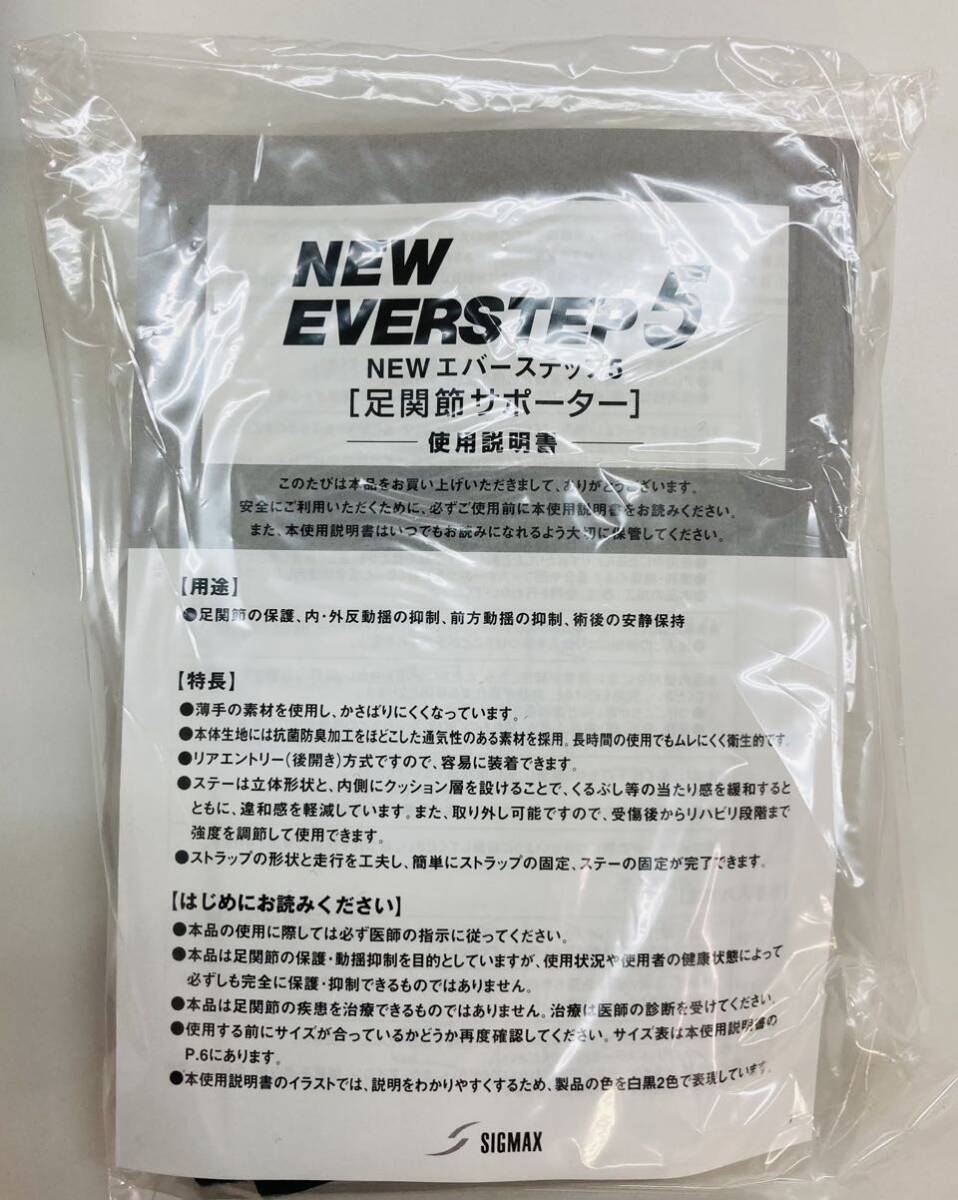 NEW
EVERSTEP5
NEWエバーステップ5
[足関節サポーター]
使用説明書
このたびは本品をお買い上げいただきまして、ありがとうございます。
安全にご利用いただくために、必ずご使用前に本使用説明書をお読みください。
また、本使用説明書はいつでもお読みになれるよう大切に保管してください。
【用途】
●足関節の保護、内・外反動揺の抑制、前方動揺の抑制、術後の安静保持
【特長】
●薄手の素材を使用し、かさばりにくくなっています。
●本体生地には抗菌防臭加工をほどこした通気性のある素材を採用。長時間の使用でもムレにくく衛生的です。
●リアエントリー(後開き)方式ですので、容易に装着できます。
●ステーは立体形状と、内側にクッション層を設けることで、くるぶし等の当たり感を緩和すると
ともに、違和感を軽減しています。また、取り外し可能ですので、受傷後からリハビリ段階まで
強度を調節して使用できます。
●ストラップの形状と走行を工夫し、簡単にストラップの固定、ステーの固定が完了できます。
【はじめにお読みください】
●本品の使用に際しては必ず医師の指示に従ってください。
●本品は足関節の保護・動揺抑制を目的としていますが、使用状況や使用者の健康状態によって
必ずしも完全に保護・抑制できるものではありません。
●本品は足関節の疾患を治療できるものではありません。治療は医師の診断を受けてください。
●使用する前にサイズが合っているかどうか再度確認してください。サイズ表は本使用説明書の
P.6にあります。
●本使用説明書のイラストでは、説明をわかりやすくするため、製品の色を白黒2色で表現しています。
SIGMAX